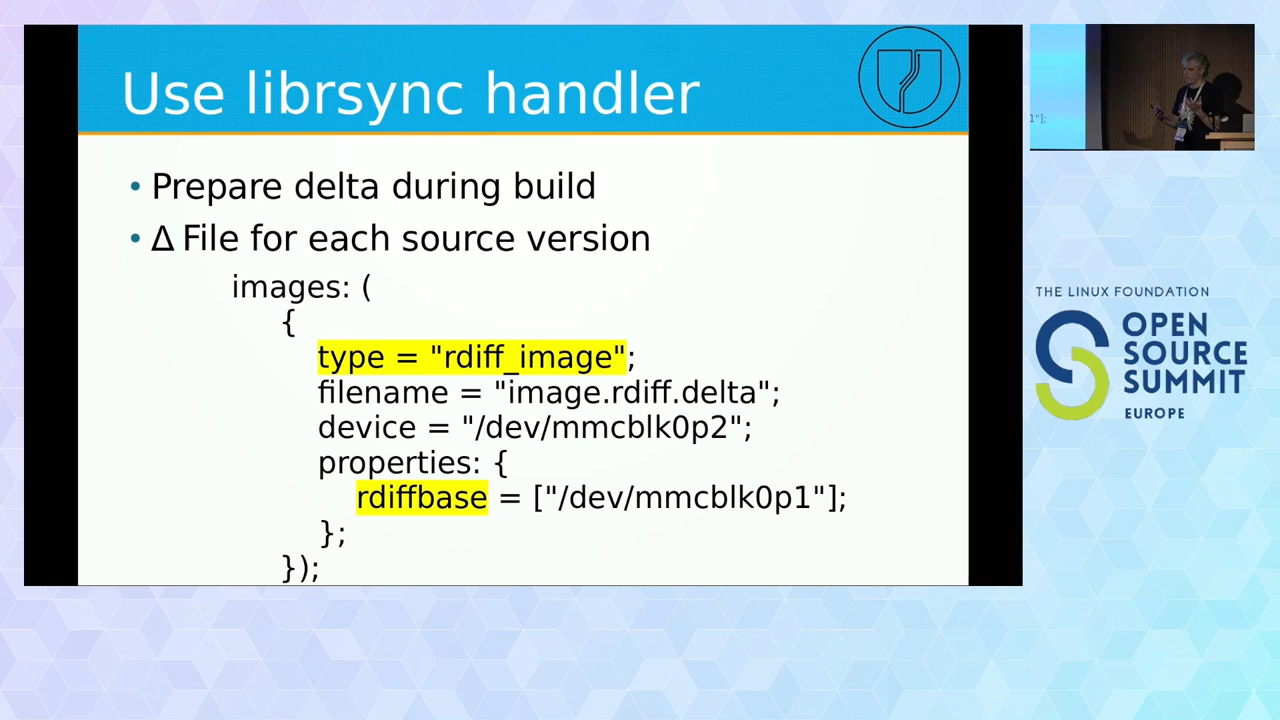 Use librsync handler
• Prepare delta during build
• Δ File for each source version
images: (
{
type = "rdiff_image";
filename = "image.rdiff.delta";
device = "/dev/mmcblk0p2";
properties: {
rdiffbase = ["/dev/mmcblk0p1"];
};
});
1"];
THE LINUX FOUNDATION
OPEN
SOURCE
SUMMIT
EUROPE